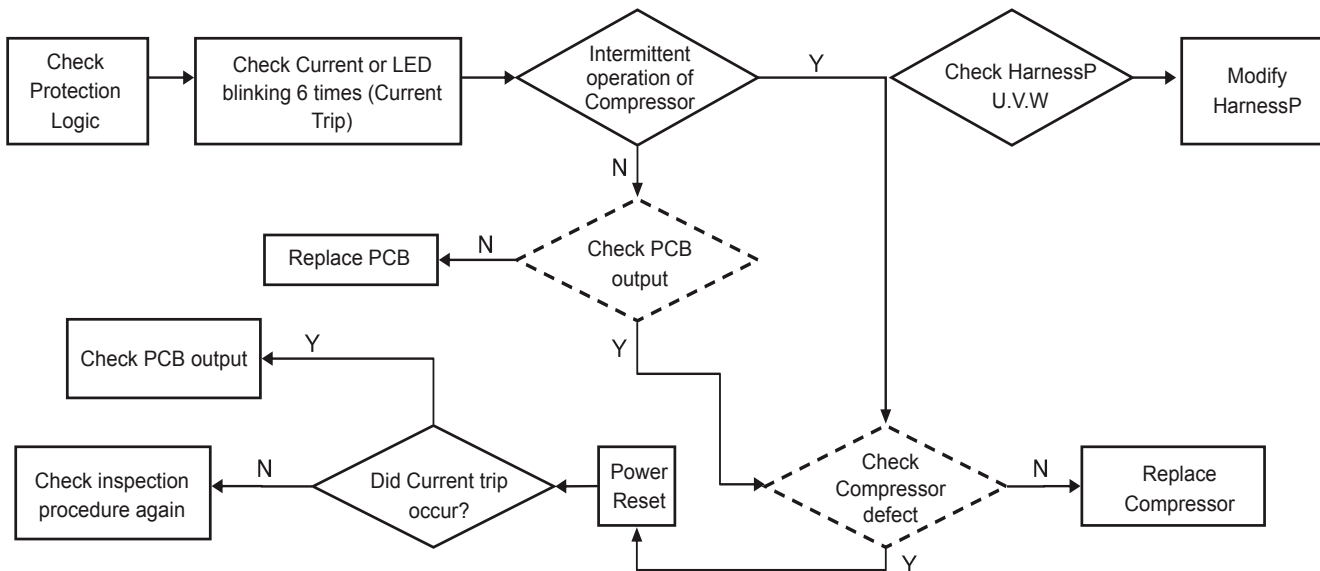 Check
Protection
Logic
Check Current or LED
blinking 6 times (Current
Trip)
Intermittent
operation of
Compressor
Y
Check HarnessP
U.V.W
Modify
HarnessP
N
Replace PCB
N
Check PCB
output
Y
Check PCB output
Y
Check inspection
procedure again
N
Did Current trip
occur?
Power
Reset
Check
Compressor
defect
N
Replace
Compressor
Y